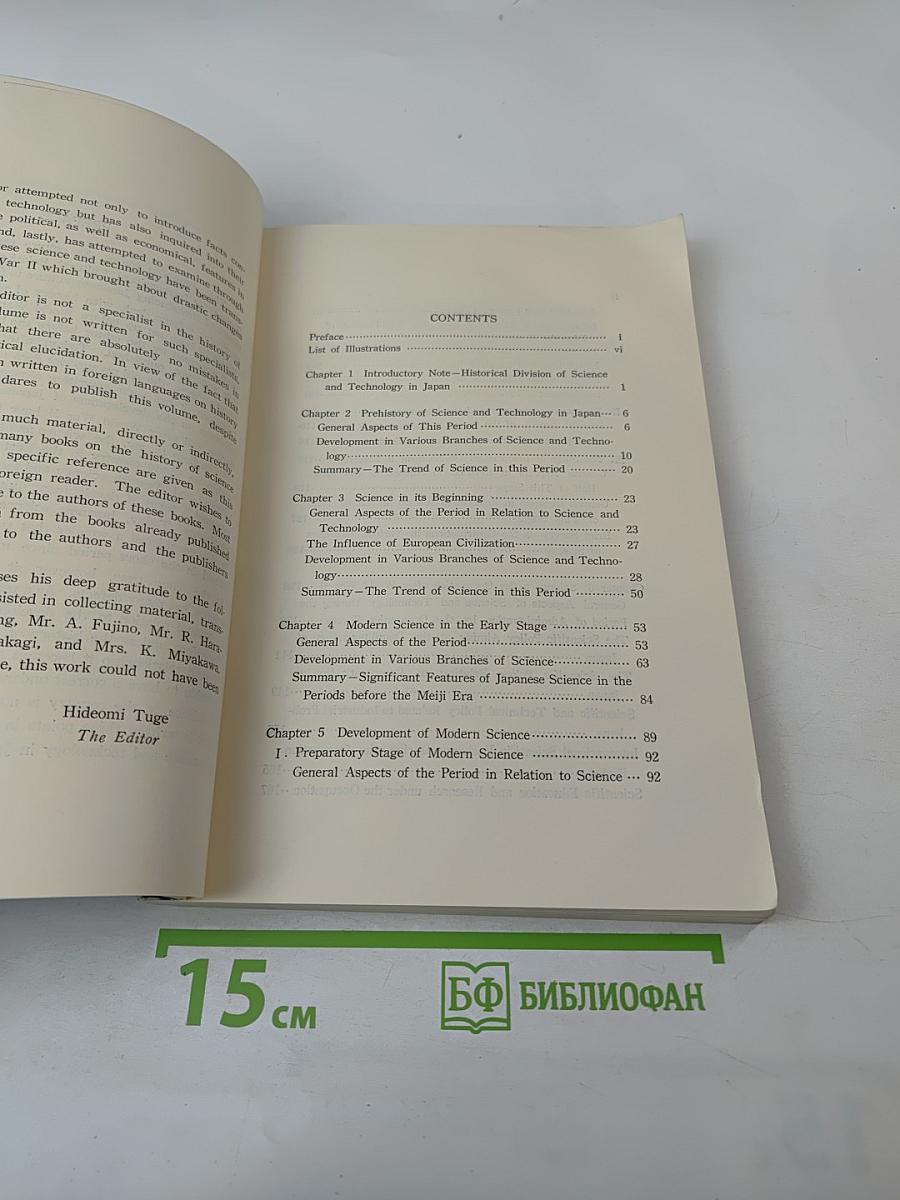 or attempted not only to introduce facts con-
technology but has also inquired into their
political, as well as economical, features in
nd, lastly, has attempted to examine through
ese science and technology have been trans-
War II which brought about drastic changes
n.
ditor is not a specialist in the history of
lume is not written for such specialists,
hat there are absolutely no mistakes in
ical elucidation. In view of the fact that
n written in foreign languages on history
dares to publish this volume, despite
much material, directly or indirectly,
many books on the history of science
specific reference are given as this
oreign reader. The editor wishes to
e to the authors of these books. Most
from the books already published
to the authors and the publishers
ses his deep gratitude to the fol-
sisted in collecting material, trans-
ng, Mr. A. Fujino, Mr. R. Hara-
akagi, and Mrs. K. Miyakawa.
e, this work could not have been
Hideomi Tuge
The Editor
CONTENTS
Preface i
List of Illustrations vi
Chapter 1 Introductory Note—Historical Division of Science
and Technology in Japan 1
Chapter 2 Prehistory of Science and Technology in Japan 6
General Aspects of This Period 6
Development in Various Branches of Science and Techno-
logy 10
Summary—The Trend of Science in this Period 20
Chapter 3 Science in its Beginning 23
General Aspects of the Period in Relation to Science and
Technology 23
The Influence of European Civilization 27
Development in Various Branches of Science and Techno-
logy 28
Summary—The Trend of Science in this Period 50
Chapter 4 Modern Science in the Early Stage 53
General Aspects of the Period 53
Development in Various Branches of Science 63
Summary—Significant Features of Japanese Science in the
Periods before the Meiji Era 84
Chapter 5 Development of Modern Science 89
I. Preparatory Stage of Modern Science 92
General Aspects of the Period in Relation to Science 92
15 см
БФ БИБЛИОФАН